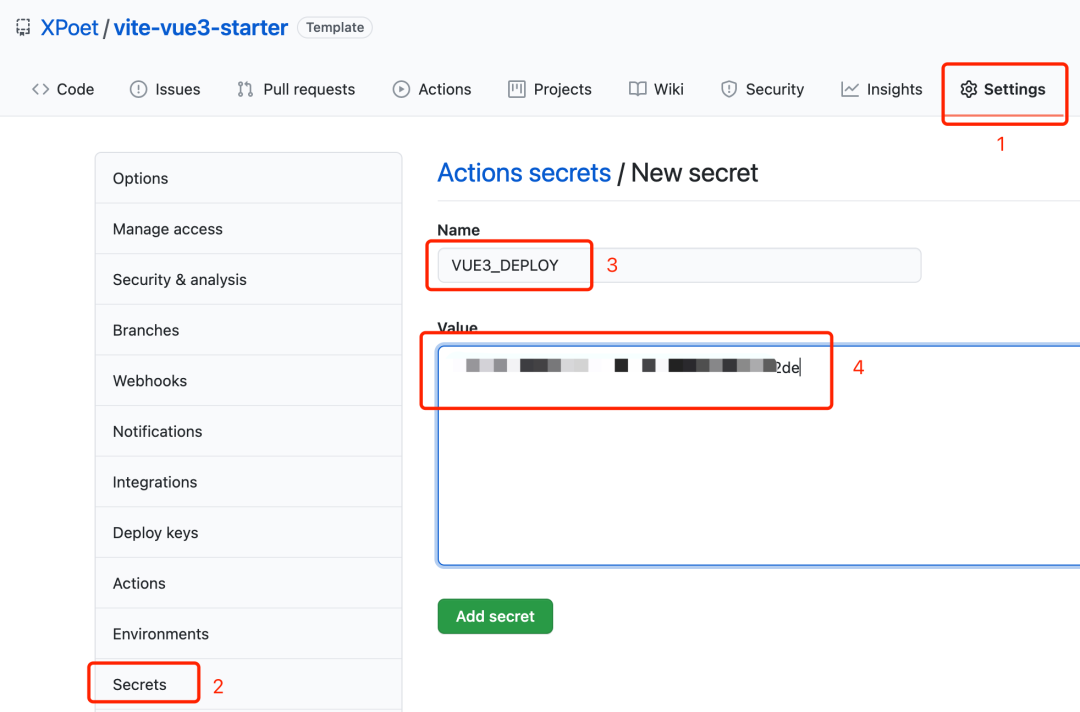 XPoet / vite-vue3-starter Template
Code Issues Pull requests Actions Projects Wiki Security Insights Settings
1
Options
Manage access
Security & analysis
Branches
Webhooks
Notifications
Integrations
Deploy keys
Actions
Environments
Secrets 2
Actions secrets / New secret
Name
VUE3_DEPLOY 3
Value
2de 4
Add secret